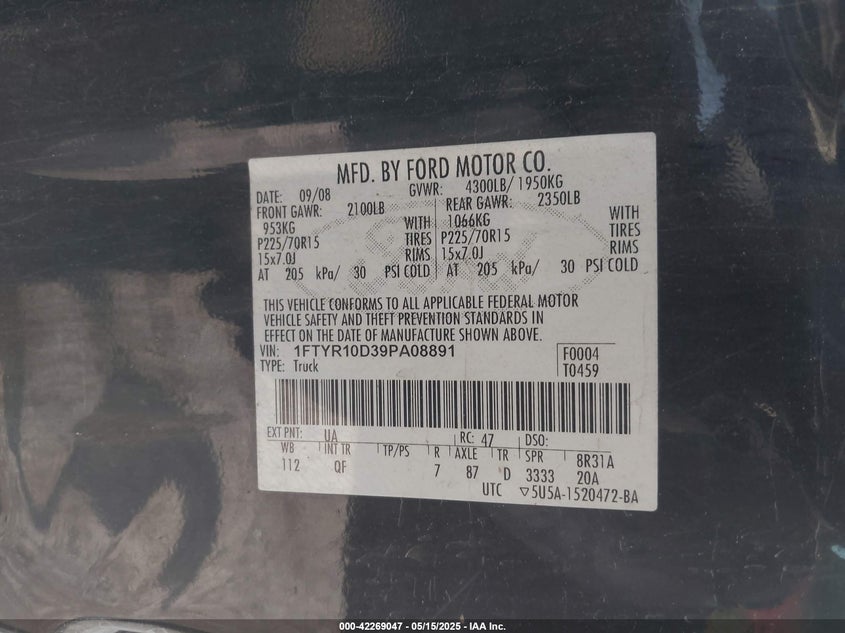 MFD. BY FORD MOTOR CO.
DATE: 09/08 GVWR: 4300LB/ 1950KG
FRONT GAWR: 2100LB REAR GAWR: 2350LB
953KG WITH 1066KG WITH
P225/70R15 TIRES P225/70R15 TIRES
15x7.0J RIMS 15x7.0J RIMS
AT 205 kPa/ 30 PSI COLD AT 205 kPa/ 30 PSI COLD
THIS VEHICLE CONFORMS TO ALL APPLICABLE FEDERAL MOTOR
VEHICLE SAFETY AND THEFT PREVENTION STANDARDS IN
EFFECT ON THE DATE OF MANUFACTURE SHOWN ABOVE.
VIN: 1FTYR10D39PA08891 F0004
TYPE: Truck T0459
EXT PNT: UA RC: 47 DSO:
WB INT TR TP/PS R AXLE TR SPR 8R31A
112 QF 7 87 D 3333 20A
UTC ▽5U5A-1520472-BA
000-42269047 - 05/15/2025 - IAA Inc.